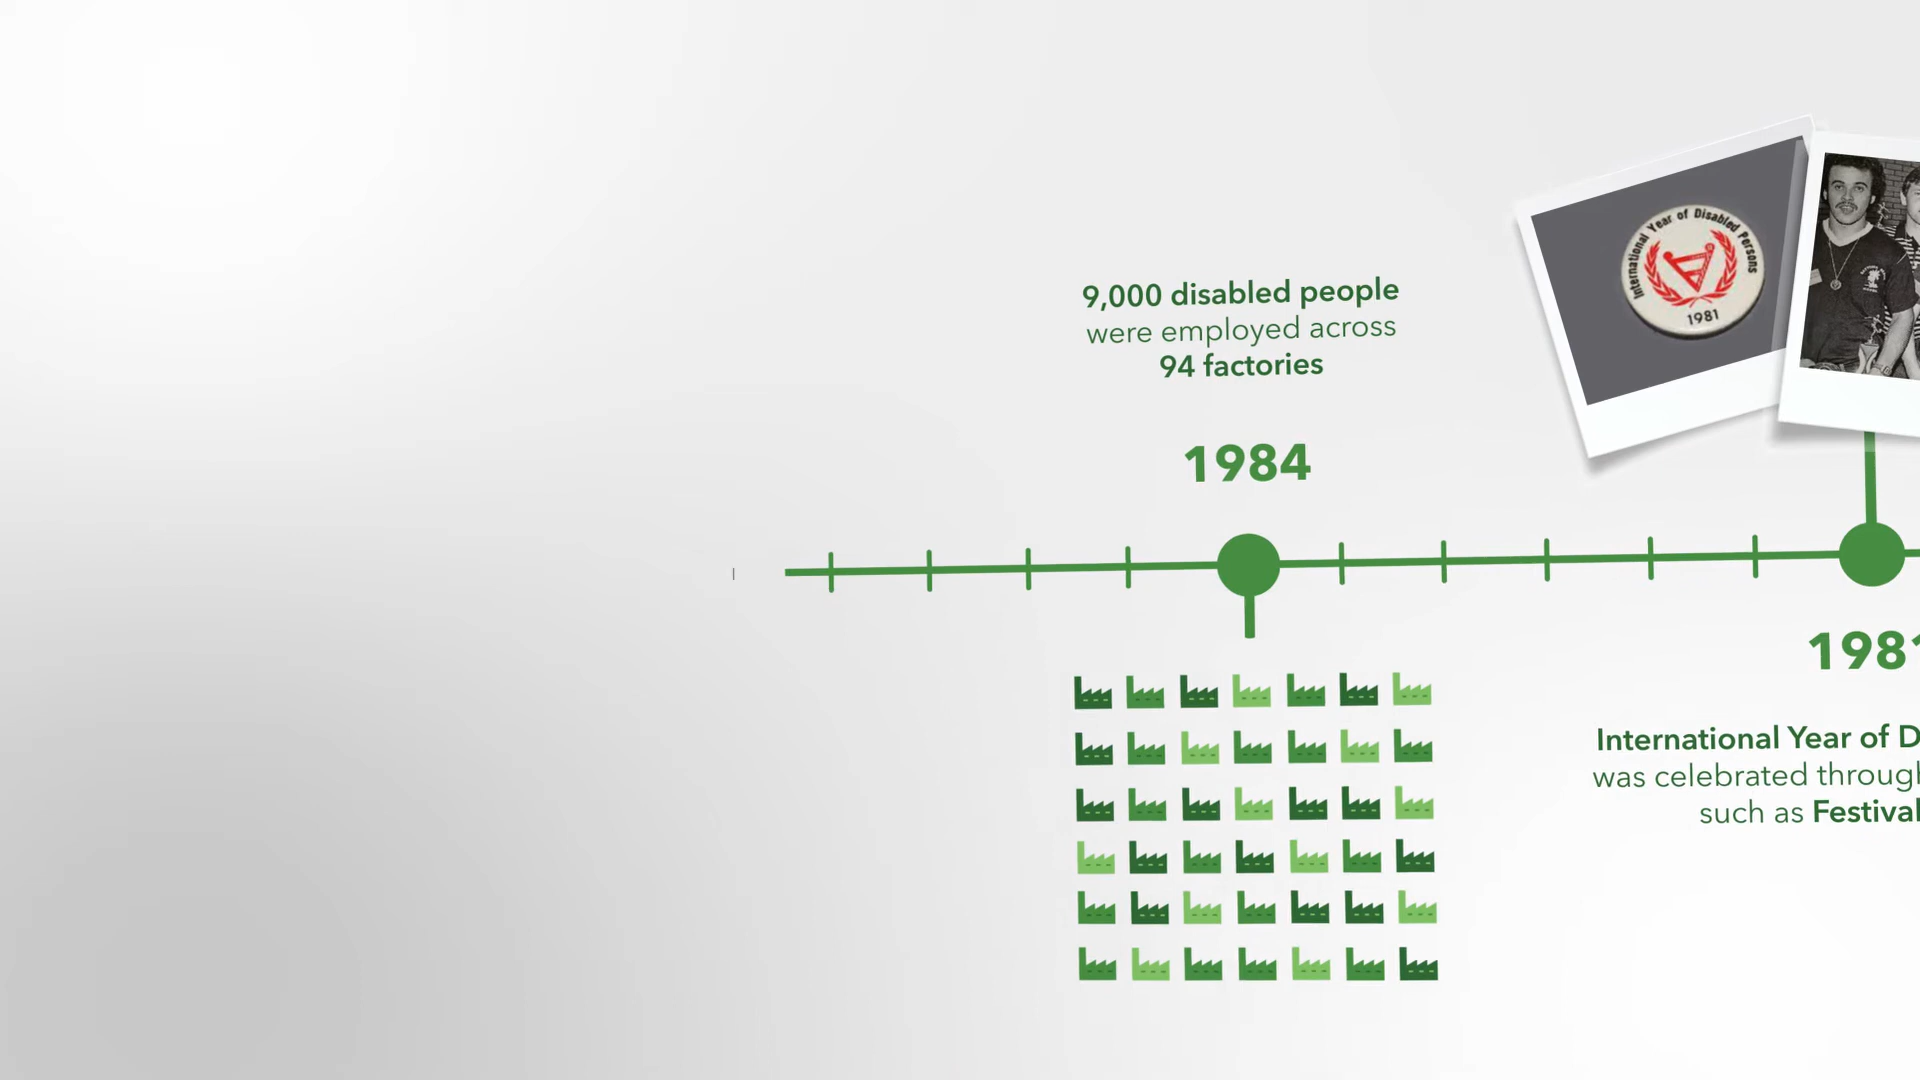 9,000 disabled people
were employed across
94 factories
1984
International Year of Disabled Persons
1981
198
International Year of D
was celebrated throug
such as Festival